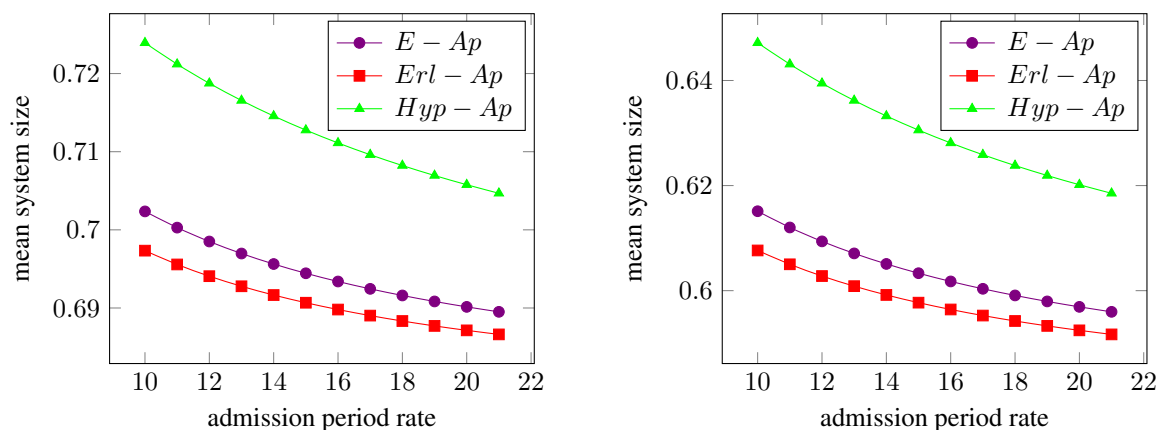 0.72
0.71
0.7
0.69
mean system size
10 12 14 16 18 20 22
admission period rate
E − Ap
Erl − Ap
Hyp − Ap
0.64
0.62
0.6
mean system size
10 12 14 16 18 20 22
admission period rate
E − Ap
Erl − Ap
Hyp − Ap